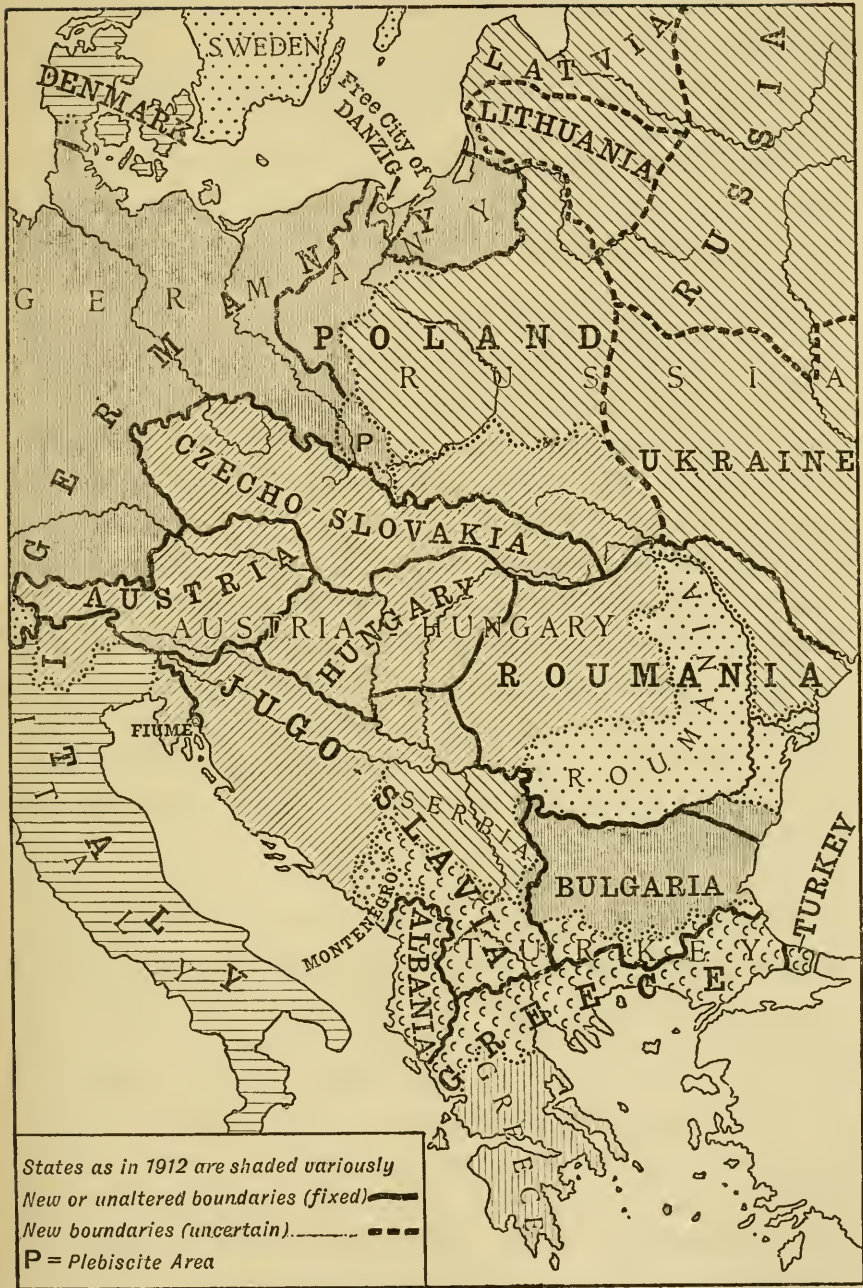 SWEDEN
DENMARK
Free City of
DANZIG
LATVIA
LITHUANIA
RUSSIA
GERMANY
GERMANY
POLAND
RUSSIA
P
UKRAINE
CZECHO-SLOVAKIA
AUSTRIA
AUSTRIA-HUNGARY
HUNGARY
ROUMANIA
ROUMANIA
ITALY
ITALY
FIUME
JUGO-SLAVIA
SERBIA
MONTENEGRO
ALBANIA
BULGARIA
TURKEY
TURKEY
GREECE
GREECE
States as in 1912 are shaded variously
New or unaltered boundaries (fixed)
New boundaries (uncertain)
P = Plebiscite Area